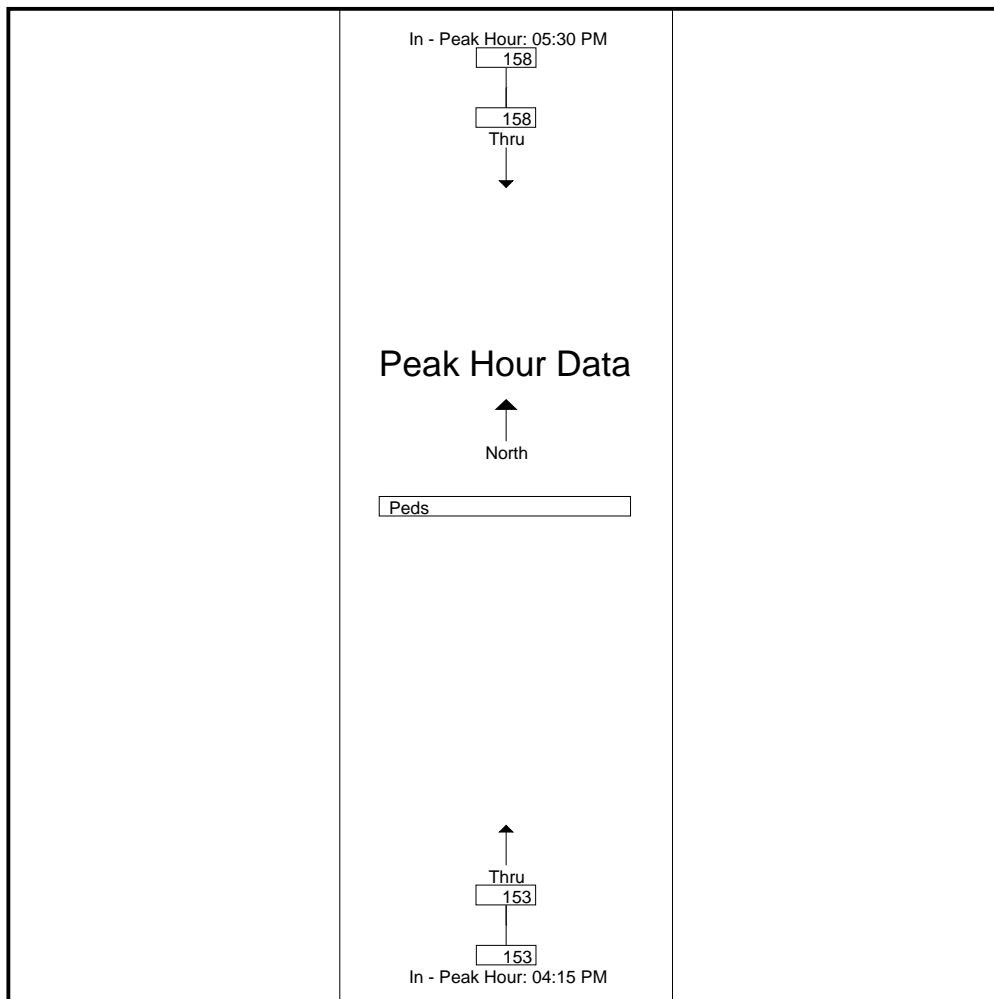 In - Peak Hour: 05:30 PM
158
158
Thru
Peak Hour Data
North
Peds
Thru
153
153
In - Peak Hour: 04:15 PM